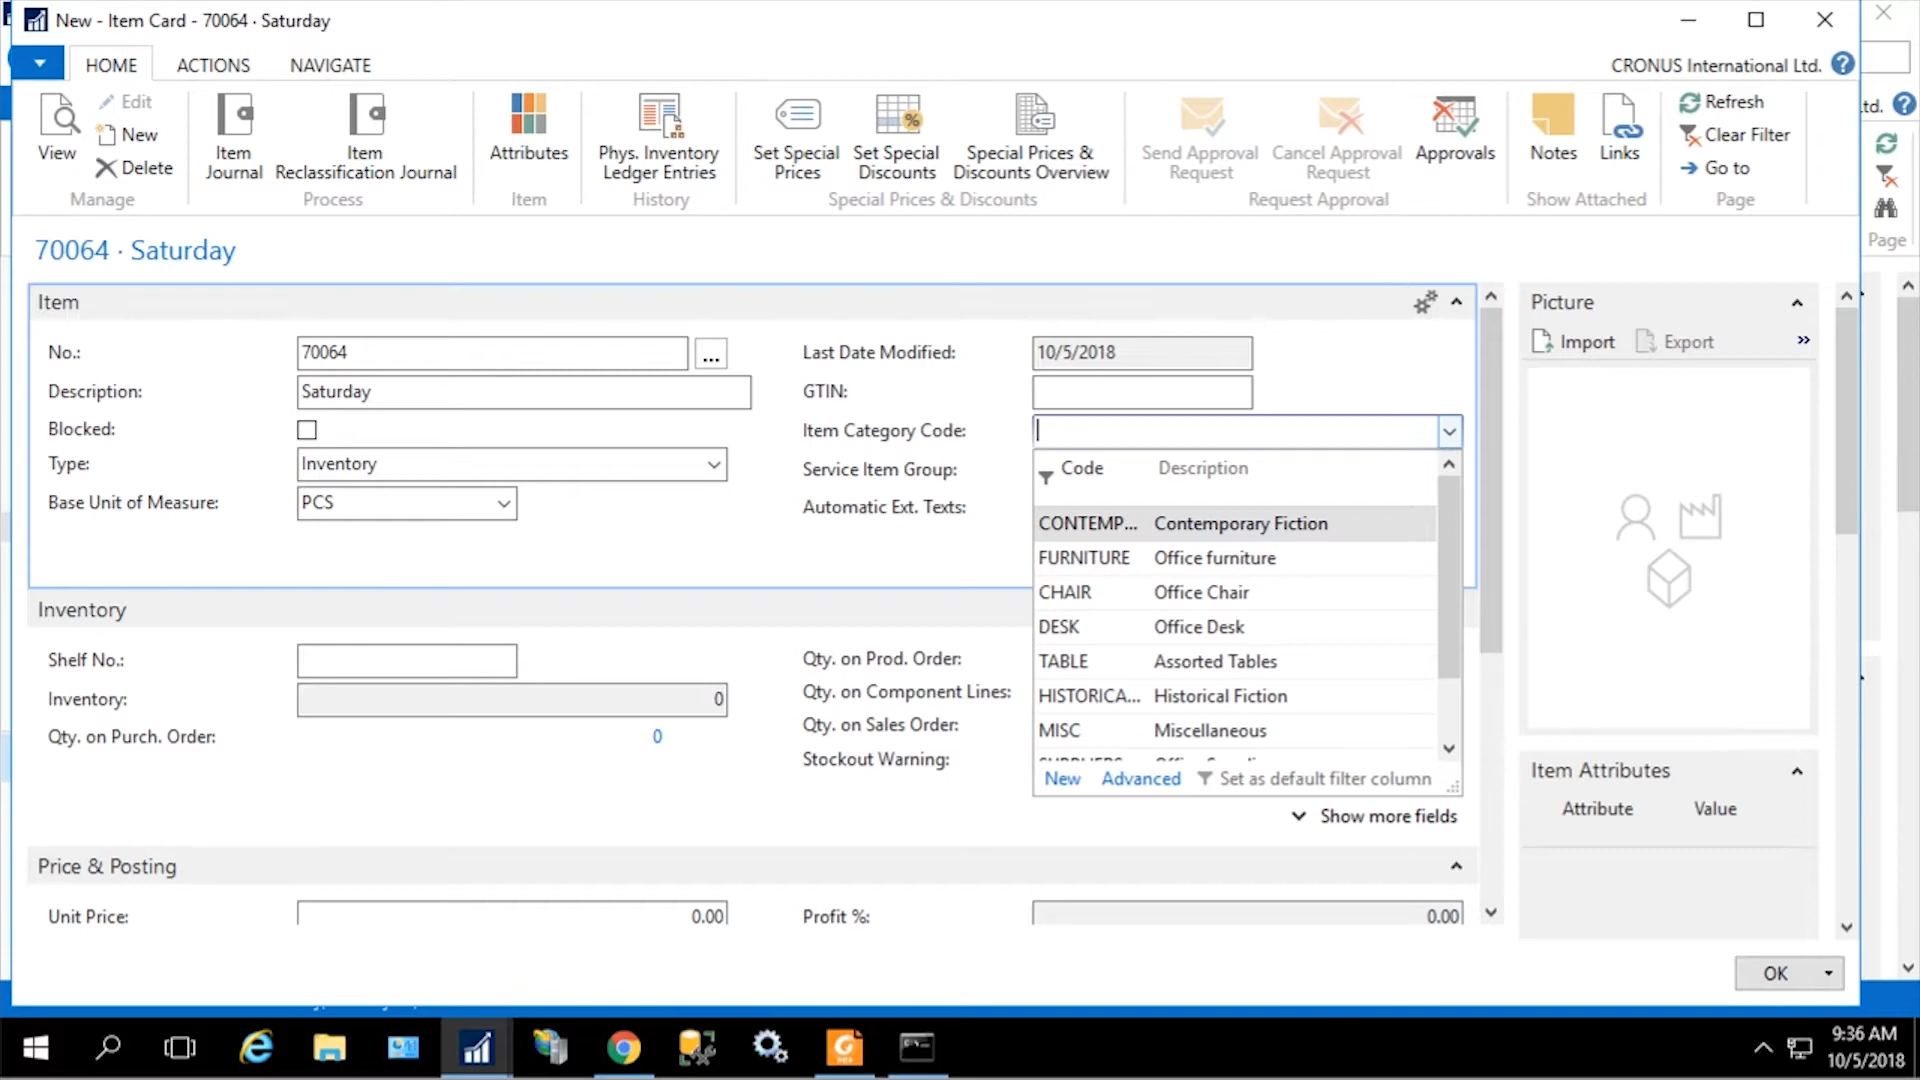 New - Item Card - 70064 · Saturday
HOME ACTIONS NAVIGATE
CRONUS International Ltd. ?
View
Edit
New
Delete
Manage
Item Journal
Item Reclassification Journal
Process
Attributes
Item
Phys. Inventory Ledger Entries
History
Set Special Prices
Set Special Discounts
Special Prices & Discounts Overview
Special Prices & Discounts
Send Approval Request
Cancel Approval Request
Approvals
Request Approval
Notes
Links
Show Attached
Refresh
Clear Filter
Go to
Page
td. ?
Page
70064 · Saturday
Item
No.: 70064 ...
Description: Saturday
Blocked:
Type: Inventory
Base Unit of Measure: PCS
Last Date Modified: 10/5/2018
GTIN:
Item Category Code:
Service Item Group:
Automatic Ext. Texts:
Code Description
CONTEMP... Contemporary Fiction
FURNITURE Office furniture
CHAIR Office Chair
DESK Office Desk
TABLE Assorted Tables
HISTORICA... Historical Fiction
MISC Miscellaneous
New Advanced Set as default filter column
Inventory
Shelf No.:
Inventory: 0
Qty. on Purch. Order: 0
Qty. on Prod. Order:
Qty. on Component Lines:
Qty. on Sales Order:
Stockout Warning:
Show more fields
Price & Posting
Unit Price: 0.00
Profit %: 0.00
Picture
Import Export »
Item Attributes
Attribute Value
OK
PDF
9:36 AM
10/5/2018